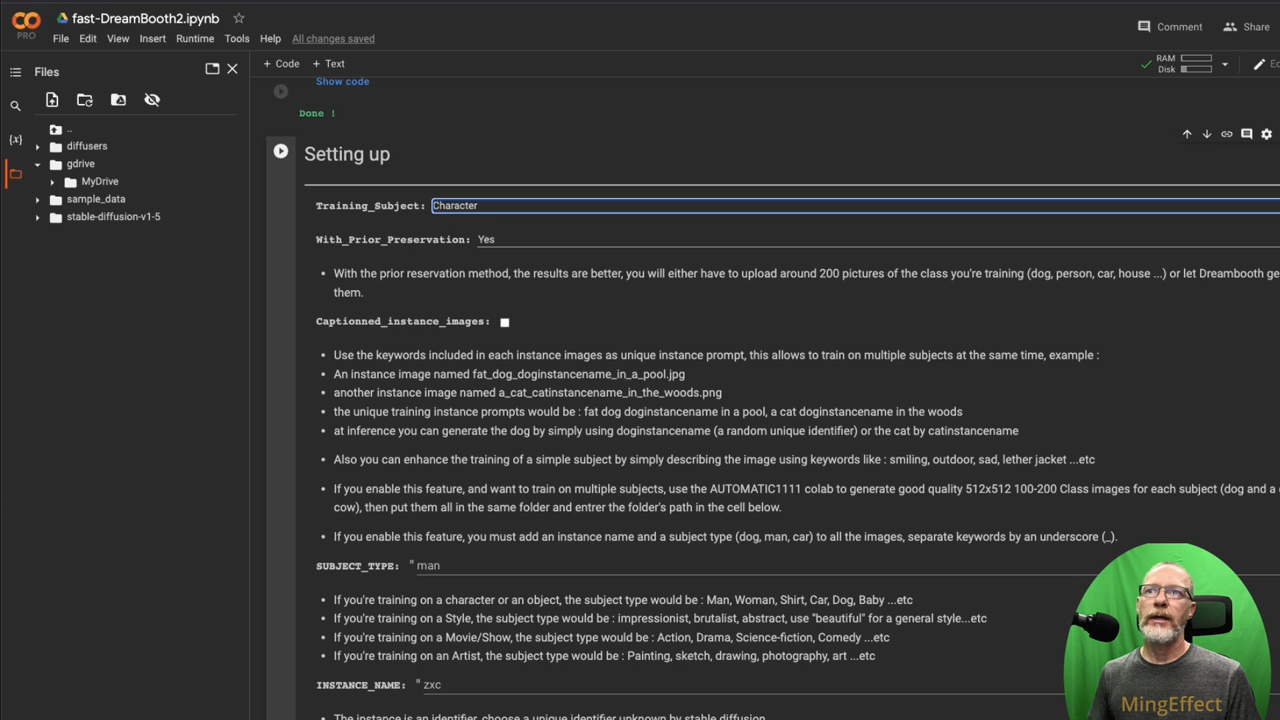 fast-DreamBooth2.ipynb
PRO
File Edit View Insert Runtime Tools Help All changes saved
Comment Share
Files
+ Code + Text
RAM
Disk
Show code
Done !
..
diffusers
gdrive
MyDrive
sample_data
stable-diffusion-v1-5
{x}
Setting up
Training_Subject: Character
With_Prior_Preservation: Yes
• With the prior reservation method, the results are better, you will either have to upload around 200 pictures of the class you're training (dog, person, car, house ...) or let Dreambooth ge
them.
Captionned_instance_images:
• Use the keywords included in each instance images as unique instance prompt, this allows to train on multiple subjects at the same time, example :
• An instance image named fat_dog_doginstancename_in_a_pool.jpg
• another instance image named a_cat_catinstancename_in_the_woods.png
• the unique training instance prompts would be : fat dog doginstancename in a pool, a cat doginstancename in the woods
• at inference you can generate the dog by simply using doginstancename (a random unique identifier) or the cat by catinstancename
• Also you can enhance the training of a simple subject by simply describing the image using keywords like : smiling, outdoor, sad, lether jacket ...etc
• If you enable this feature, and want to train on multiple subjects, use the AUTOMATIC1111 colab to generate good quality 512x512 100-200 Class images for each subject (dog and a
cow), then put them all in the same folder and entrer the folder's path in the cell below.
• If you enable this feature, you must add an instance name and a subject type (dog, man, car) to all the images, separate keywords by an underscore (_).
SUBJECT_TYPE: " man
• If you're training on a character or an object, the subject type would be : Man, Woman, Shirt, Car, Dog, Baby ...etc
• If you're training on a Style, the subject type would be : impressionist, brutalist, abstract, use "beautiful" for a general style...etc
• If you're training on a Movie/Show, the subject type would be : Action, Drama, Science-fiction, Comedy ...etc
• If you're training on an Artist, the subject type would be : Painting, sketch, drawing, photography, art ...etc
INSTANCE_NAME: " zxc
• The instance is an identifier, choose a unique identifier unknown by stable diffusion
MingEffect